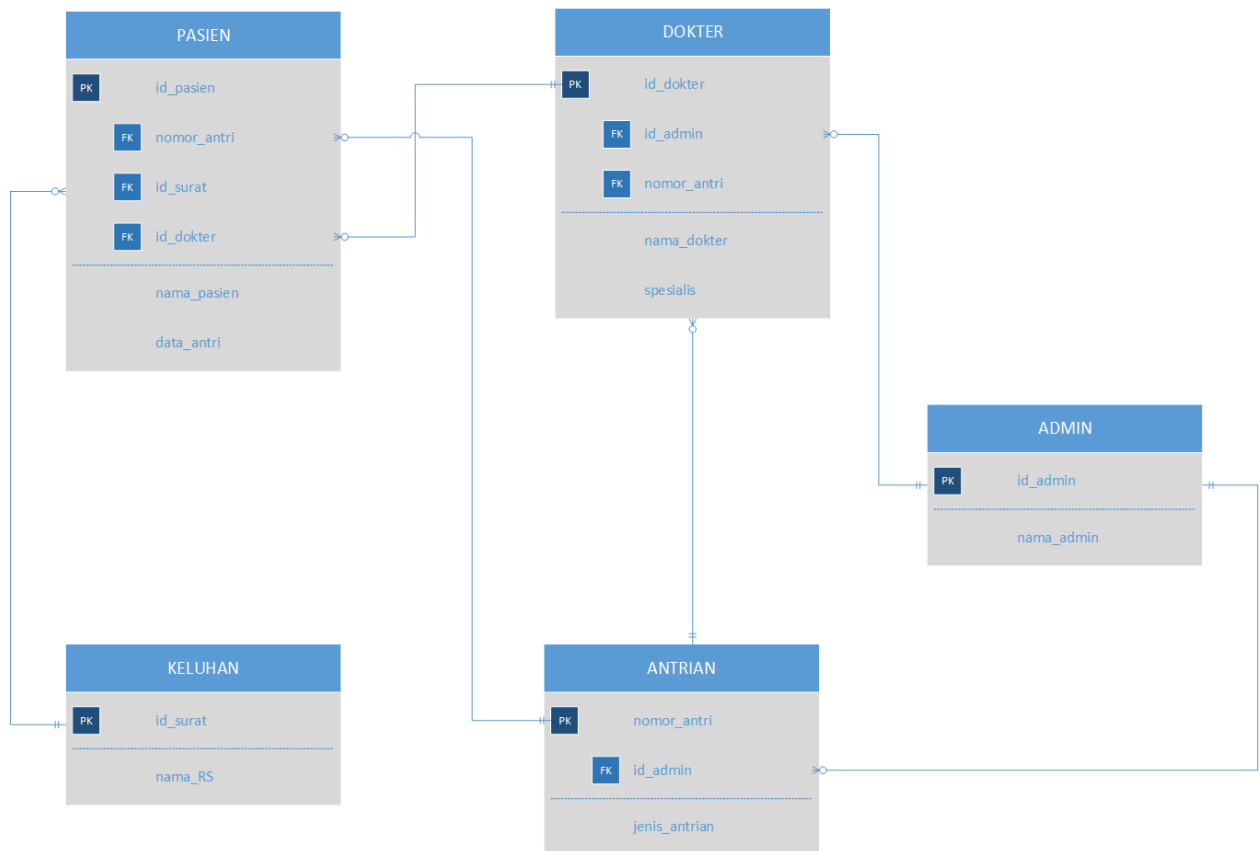 PASIEN
PK id_pasien
FK nomor_antri
FK id_surat
FK id_dokter
nama_pasien
data_antri
DOKTER
PK id_dokter
FK id_admin
FK nomor_antri
nama_dokter
spesialis
ADMIN
PK id_admin
nama_admin
KELUHAN
PK id_surat
nama_RS
ANTRIAN
PK nomor_antri
FK id_admin
jenis_antrian